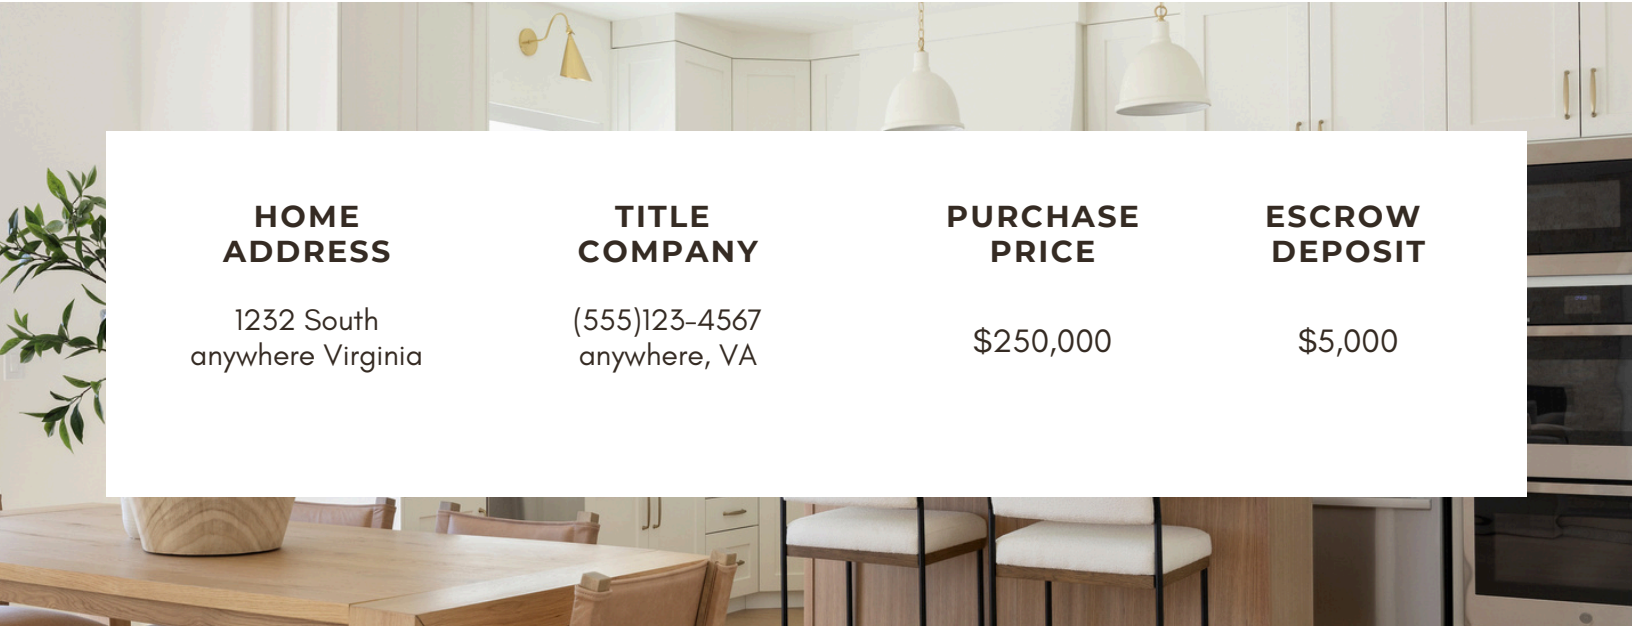 HOME
ADDRESS
1232 South
anywhere Virginia
TITLE
COMPANY
(555)123-4567
anywhere, VA
PURCHASE
PRICE
$250,000
ESCROW
DEPOSIT
$5,000